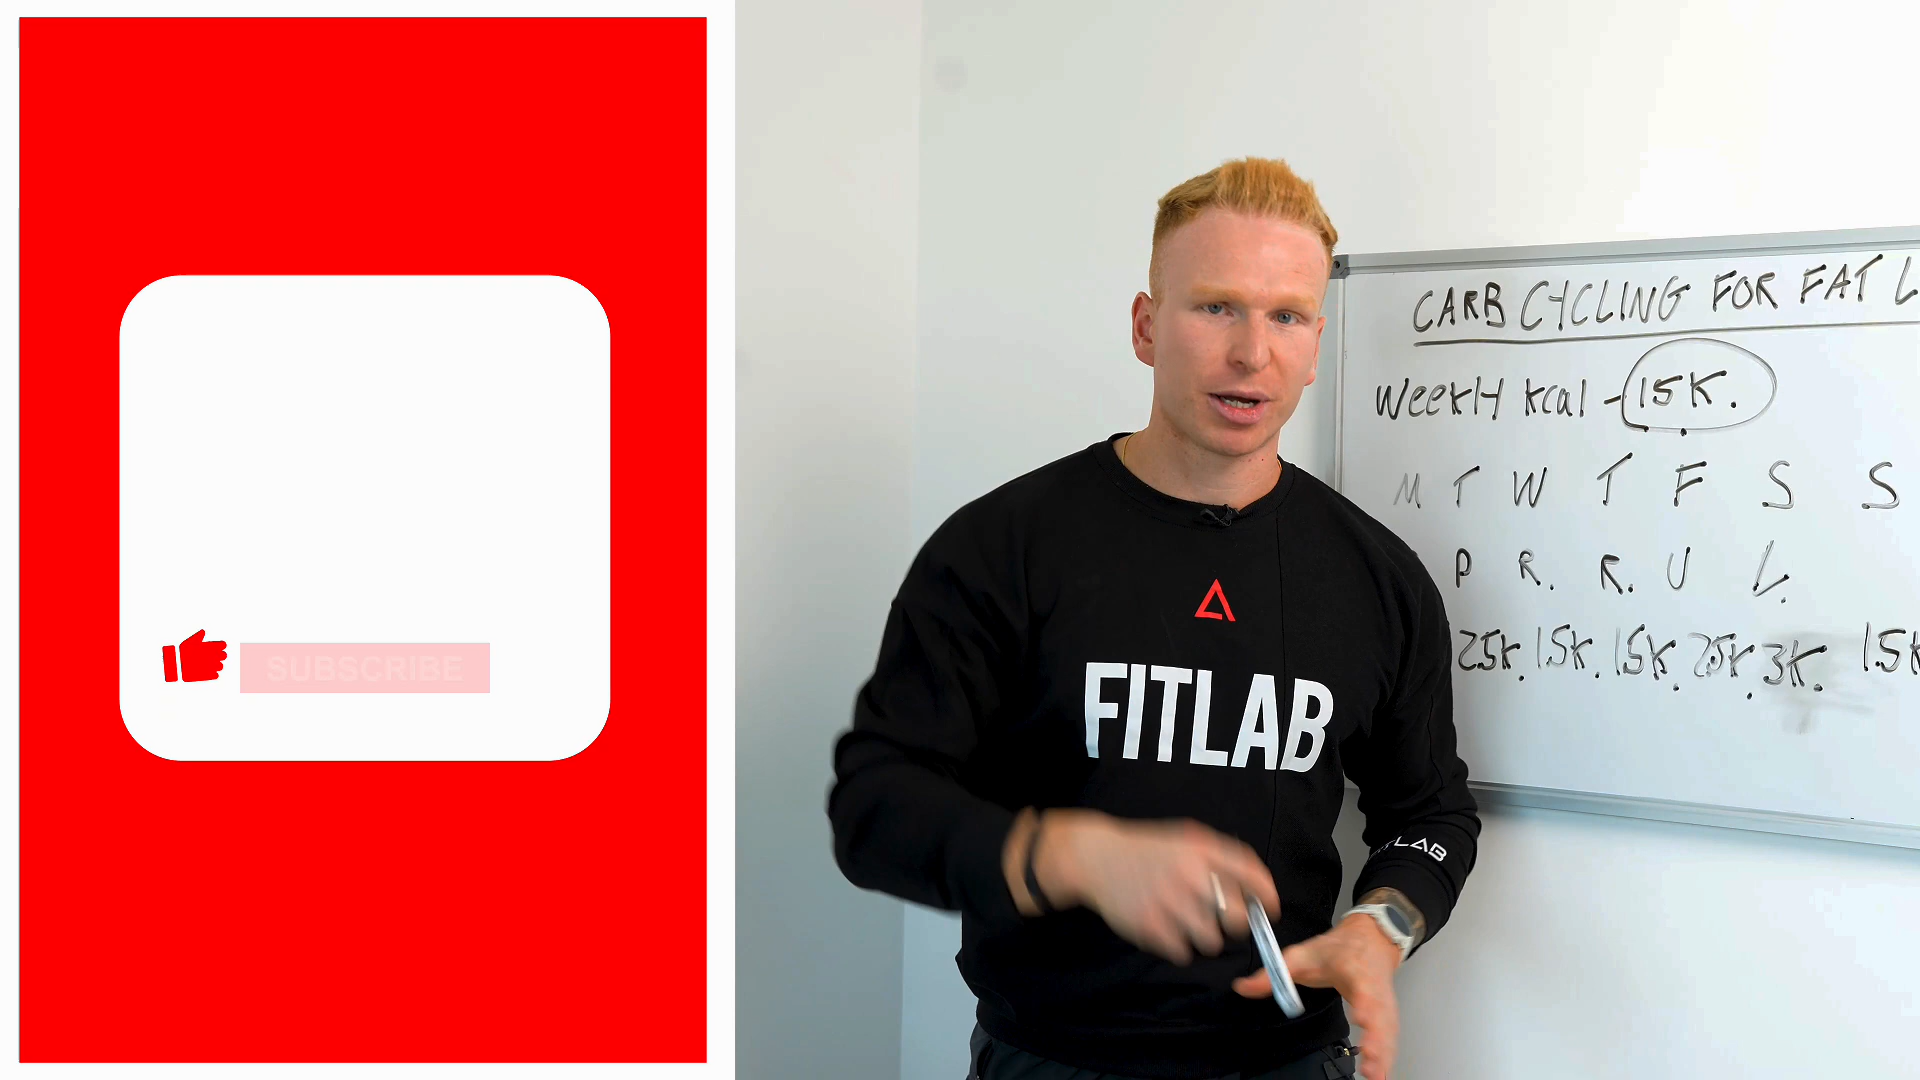 SUBSCRIBE
CARB CYCLING FOR FAT L
Weekly kcal - 15K.
M T W T F S S
P R. R. U L.
2.5K. 1.5K. 1.5K. 2.5K. 3K. 1.5K
FITLAB
TLAB